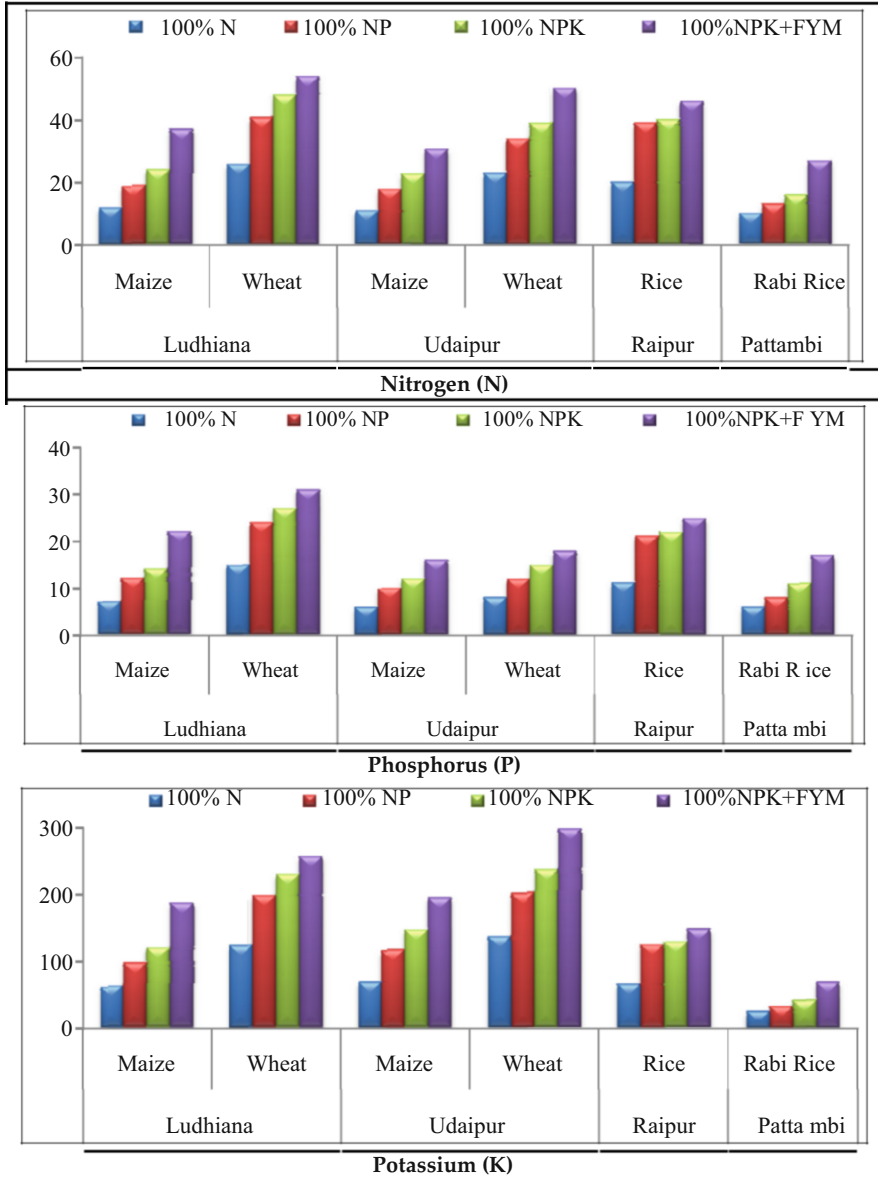 100% N 100% NP 100% NPK 100%NPK+FYM
60
40
20
0
Maize Wheat Maize Wheat Rice Rabi Rice
Ludhiana Udaipur Raipur Pattambi
Nitrogen (N)
100% N 100% NP 100% NPK 100%NPK+F YM
40
30
20
10
0
Maize Wheat Maize Wheat Rice Rabi R ice
Ludhiana Udaipur Raipur Patta mbi
Phosphorus (P)
100% N 100% NP 100% NPK 100%NPK+FYM
300
200
100
0
Maize Wheat Maize Wheat Rice Rabi Rice
Ludhiana Udaipur Raipur Patta mbi
Potassium (K)